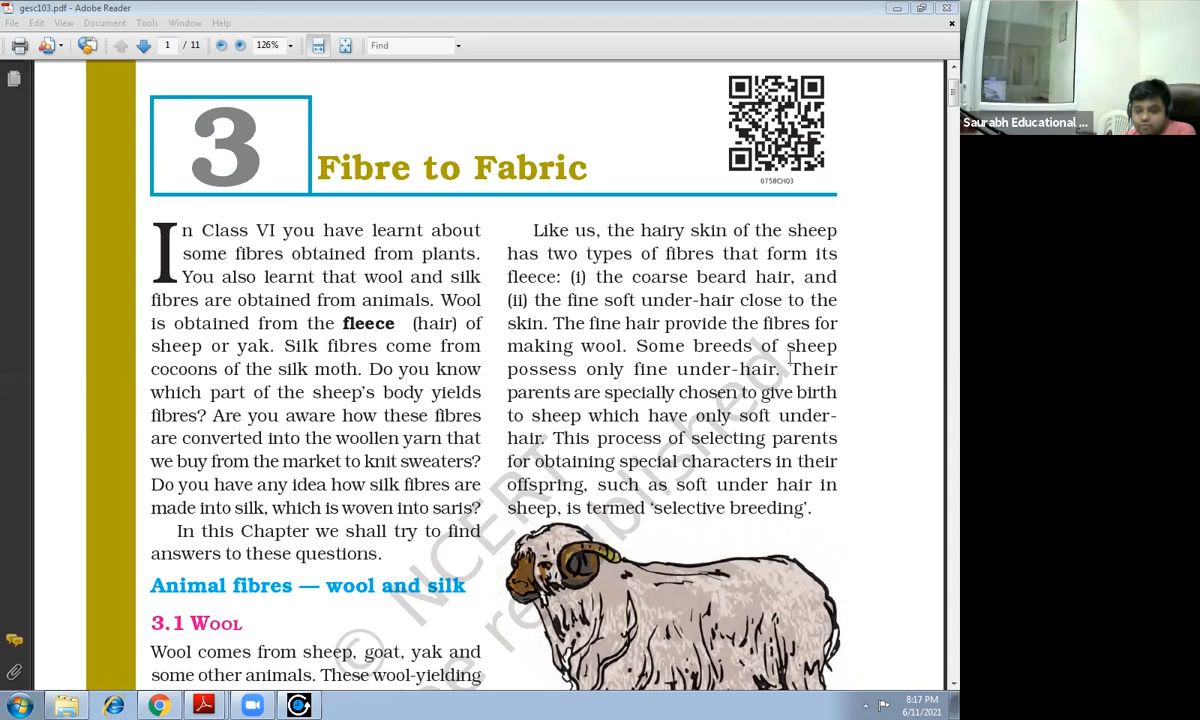 gesc103.pdf - Adobe Reader
File Edit View Document Tools Window Help
1 / 11 126% Find
3
Fibre to Fabric
0758CH03
In Class VI you have learnt about
some fibres obtained from plants.
You also learnt that wool and silk
fibres are obtained from animals. Wool
is obtained from the fleece (hair) of
sheep or yak. Silk fibres come from
cocoons of the silk moth. Do you know
which part of the sheep's body yields
fibres? Are you aware how these fibres
are converted into the woollen yarn that
we buy from the market to knit sweaters?
Do you have any idea how silk fibres are
made into silk, which is woven into saris?
In this Chapter we shall try to find
answers to these questions.
Animal fibres — wool and silk
3.1 WOOL
Wool comes from sheep, goat, yak and
some other animals. These wool-yielding
Like us, the hairy skin of the sheep
has two types of fibres that form its
fleece: (i) the coarse beard hair, and
(ii) the fine soft under-hair close to the
skin. The fine hair provide the fibres for
making wool. Some breeds of sheep
possess only fine under-hair. Their
parents are specially chosen to give birth
to sheep which have only soft under-
hair. This process of selecting parents
for obtaining special characters in their
offspring, such as soft under hair in
sheep, is termed 'selective breeding'.
© NCERT
be republished
Saurabh Educational ...
8:17 PM
6/11/2021